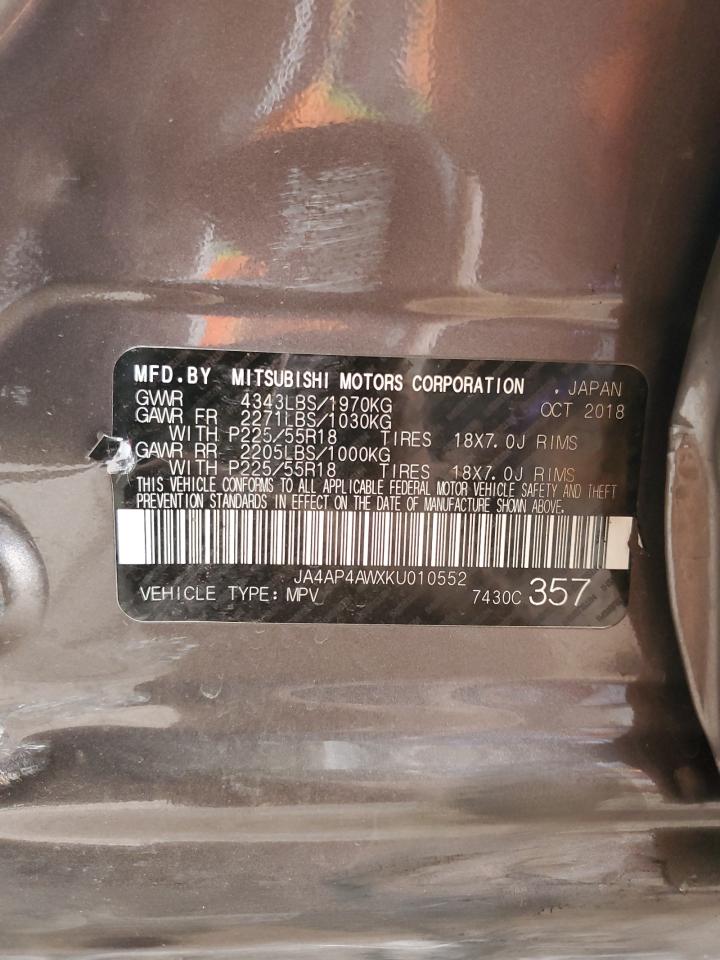 MFD.BY MITSUBISHI MOTORS CORPORATION , JAPAN
GVWR 4343LBS/1970KG OCT 2018
GAWR FR 2271LBS/1030KG
WITH P225/55R18 TIRES 18X7.0J RIMS
GAWR RR 2205LBS/1000KG
WITH P225/55R18 TIRES 18X7.0J RIMS
THIS VEHICLE CONFORMS TO ALL APPLICABLE FEDERAL MOTOR VEHICLE SAFETY AND THEFT
PREVENTION STANDARDS IN EFFECT ON THE DATE OF MANUFACTURE SHOWN ABOVE.
JA4AP4AWXKU010552
VEHICLE TYPE: MPV 7430C 357